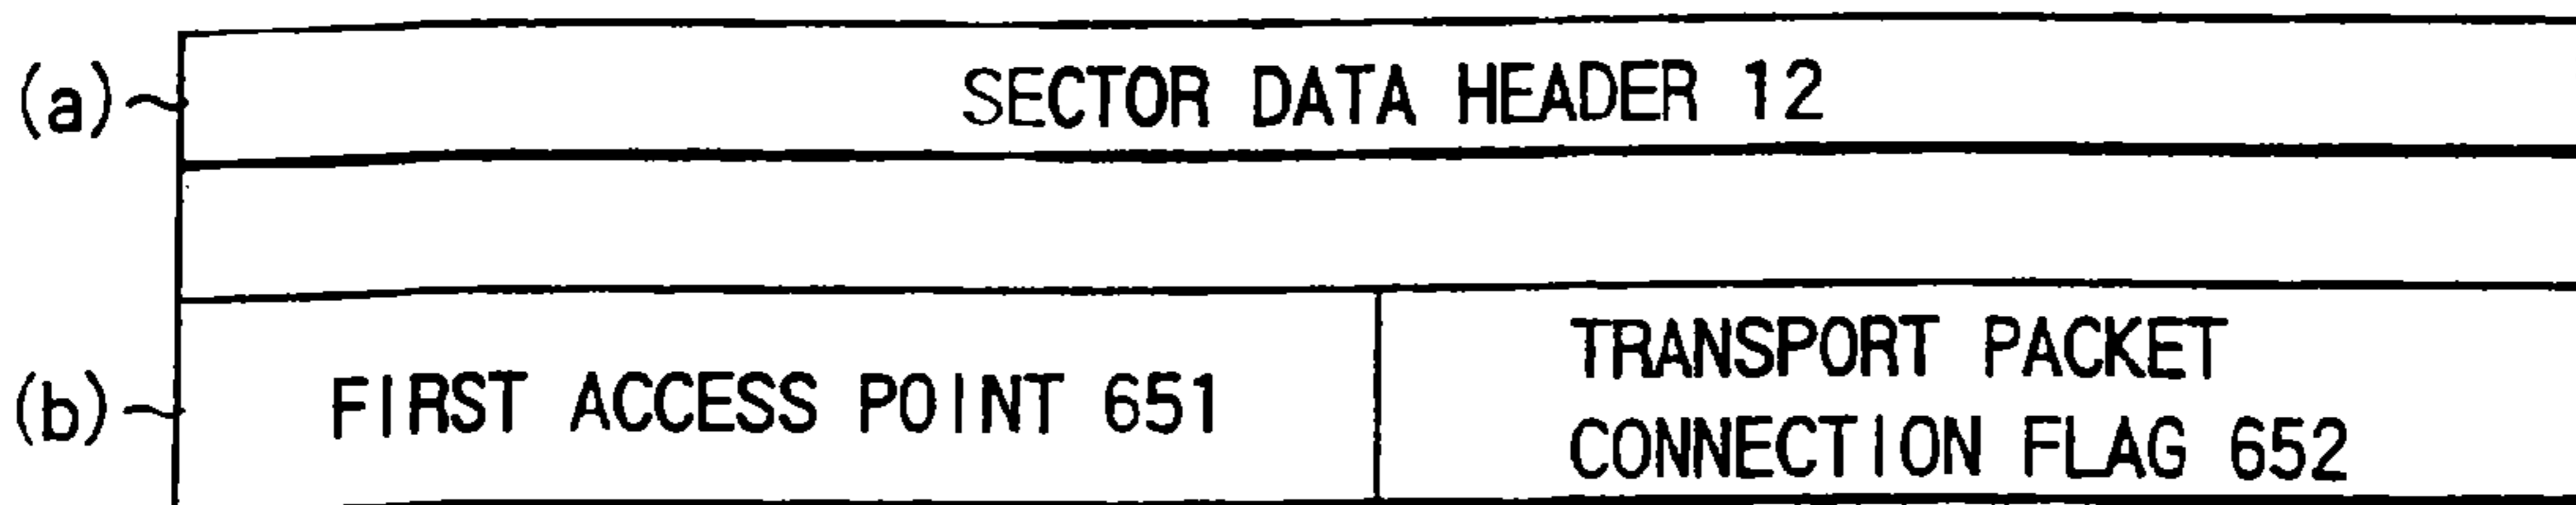 (a) SECTOR DATA HEADER 12
(b) FIRST ACCESS POINT 651
TRANSPORT PACKET
CONNECTION FLAG 652